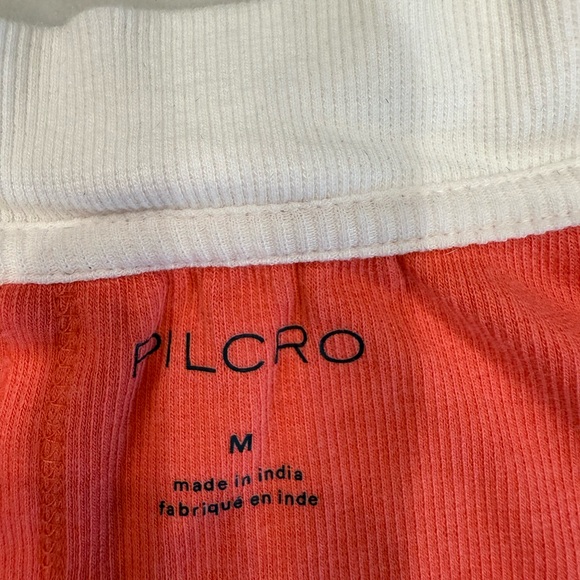 PILCRO
M
made in india
fabriqué en inde